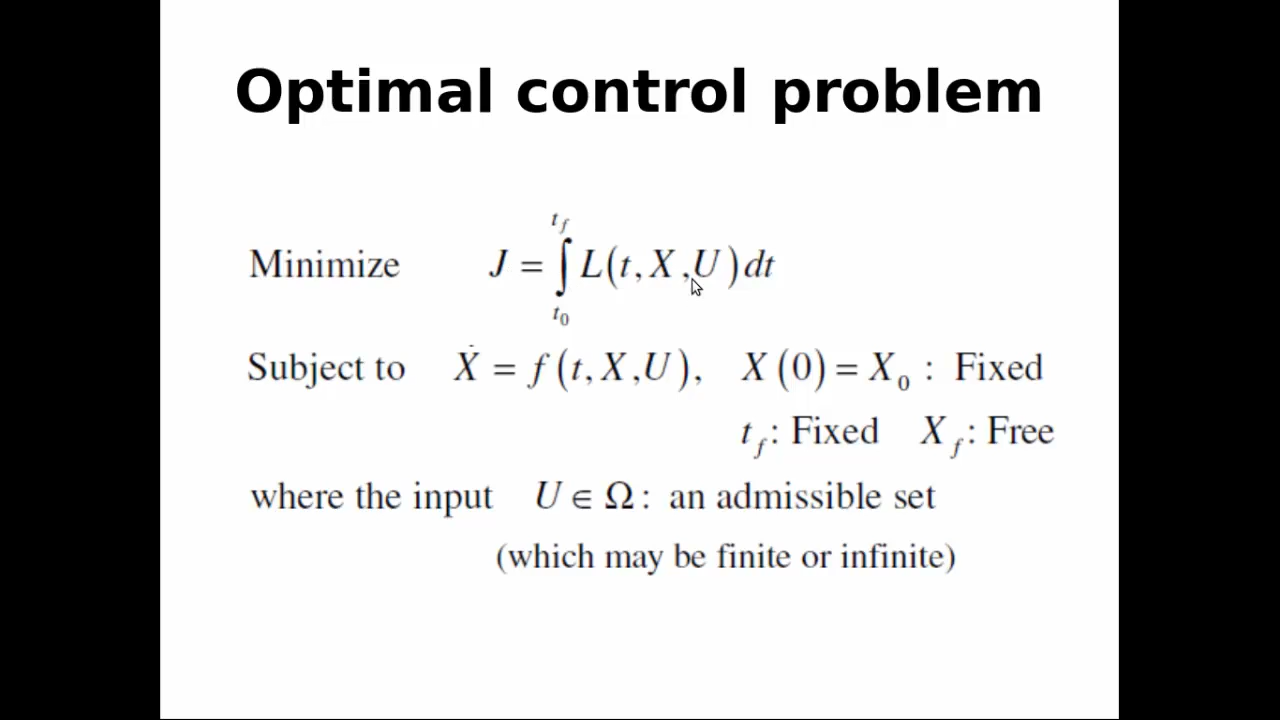 Optimal control problem
Minimize J = ∫_{t_0}^{t_f} L(t, X, U) dt
Subject to Ẋ = f(t, X, U), X(0) = X_0 : Fixed
t_f : Fixed X_f : Free
where the input U ∈ Ω : an admissible set
(which may be finite or infinite)